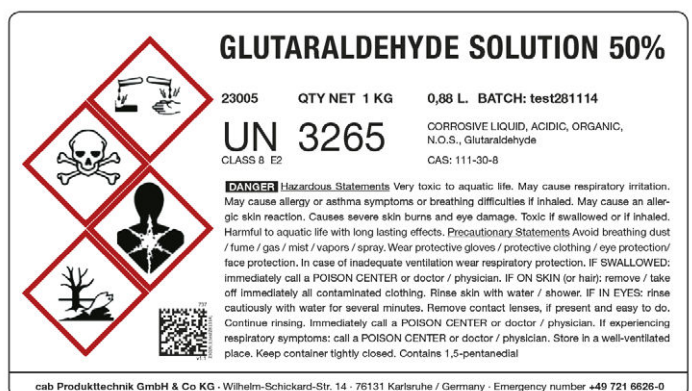 GLUTARALDEHYDE SOLUTION 50%
23005 QTY NET 1 KG 0,88 L. BATCH: test281114
UN 3265
CORROSIVE LIQUID, ACIDIC, ORGANIC,
N.O.S., Glutaraldehyde
CLASS 8 E2
CAS: 111-30-8
DANGER Hazardous Statements Very toxic to aquatic life. May cause respiratory irritation.
May cause allergy or asthma symptoms or breathing difficulties if inhaled. May cause an aller-
gic skin reaction. Causes severe skin burns and eye damage. Toxic if swallowed or if inhaled.
Harmful to aquatic life with long lasting effects. Precautionary Statements Avoid breathing dust
/ fume / gas / mist / vapors / spray. Wear protective gloves / protective clothing / eye protection/
face protection. In case of inadequate ventilation wear respiratory protection. IF SWALLOWED:
immediately call a POISON CENTER or doctor / physician. IF ON SKIN (or hair): remove / take
off immediately all contaminated clothing. Rinse skin with water / shower. IF IN EYES: rinse
cautiously with water for several minutes. Remove contact lenses, if present and easy to do.
Continue rinsing. Immediately call a POISON CENTER or doctor / physician. If experiencing
respiratory symptoms: call a POISON CENTER or doctor / physician. Store in a well-ventilated
place. Keep container tightly closed. Contains 1,5-pentanedial
cab Produkttechnik GmbH & Co KG · Wilhelm-Schickard-Str. 14 · 76131 Karlsruhe / Germany · Emergency number +49 721 6626-0